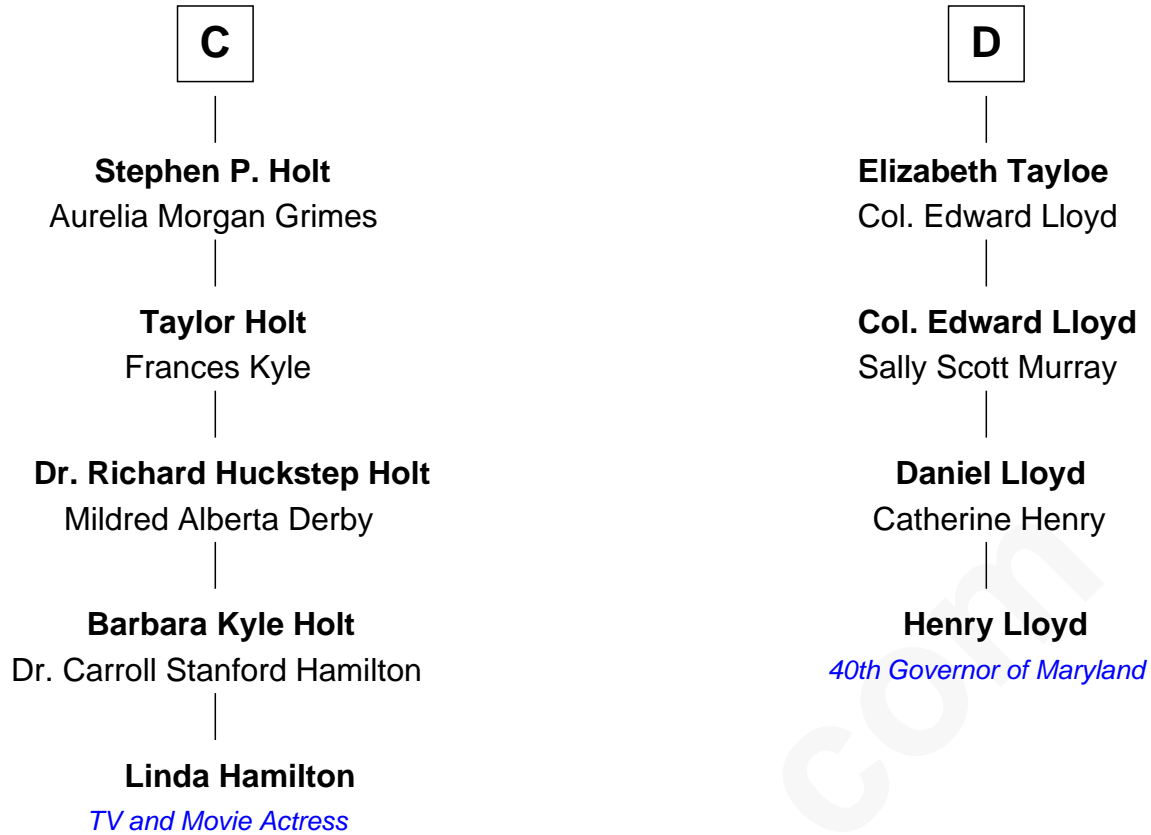 C
Stephen P. Holt
Aurelia Morgan Grimes
Taylor Holt
Frances Kyle
Dr. Richard Huckstep Holt
Mildred Alberta Derby
Barbara Kyle Holt
Dr. Carroll Stanford Hamilton
Linda Hamilton
TV and Movie Actress
D
Elizabeth Tayloe
Col. Edward Lloyd
Col. Edward Lloyd
Sally Scott Murray
Daniel Lloyd
Catherine Henry
Henry Lloyd
40th Governor of Maryland
com